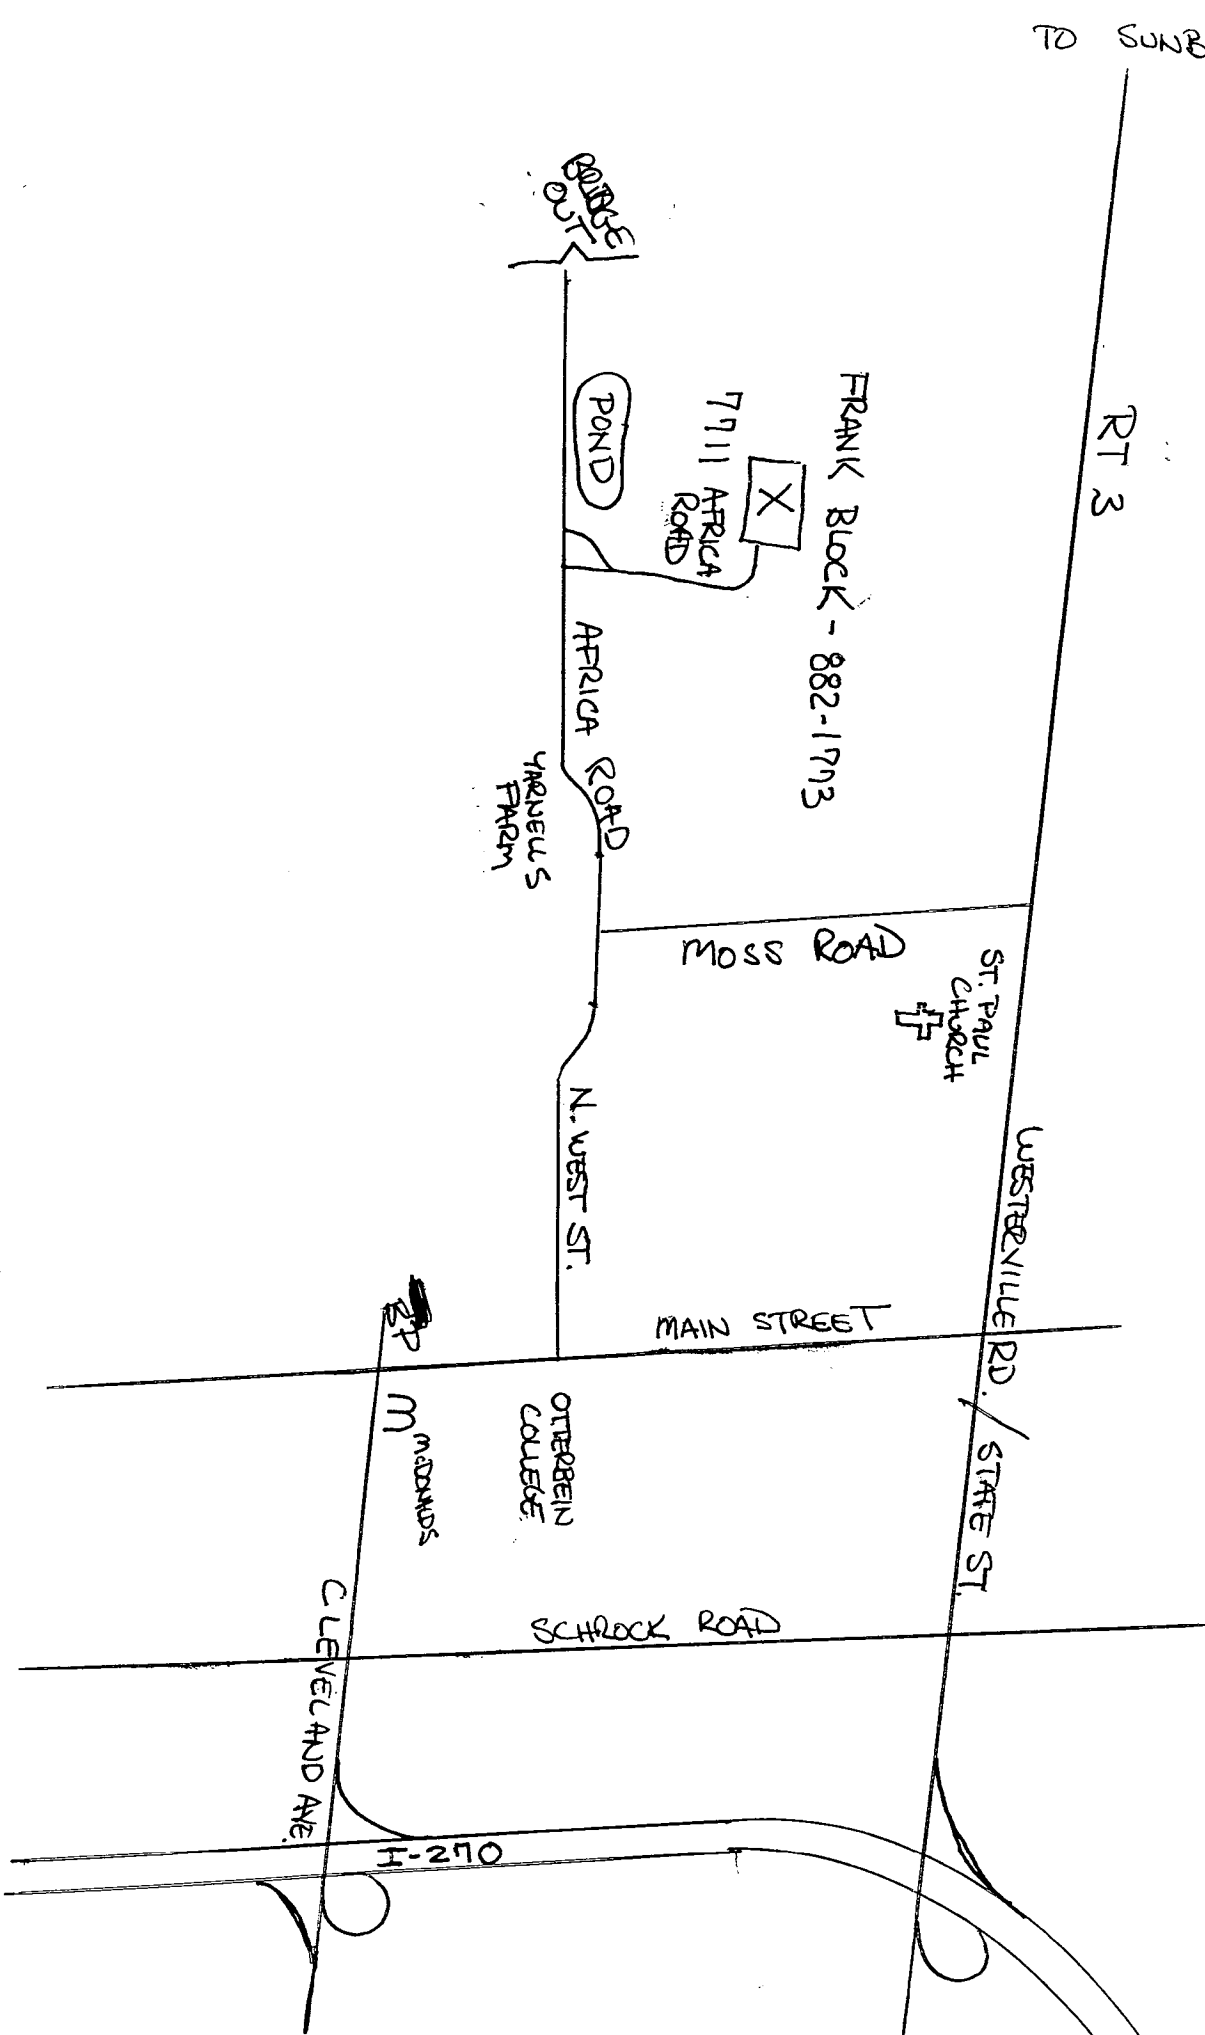 TO SUNB
BRIDGE
OUT
RT 3
POND
X
FRANK BLOCK - 882-1773
7711 AFRICA
ROAD
AFRICA ROAD
YARNELLS
FARM
MOSS ROAD
ST. PAUL
CHURCH
N. WEST ST.
WESTERVILLE RD. / STATE ST.
MAIN STREET
BP
M
McDONALDS
OTTERBEIN
COLLEGE
SCHROCK ROAD
CLEVELAND AVE.
I-270